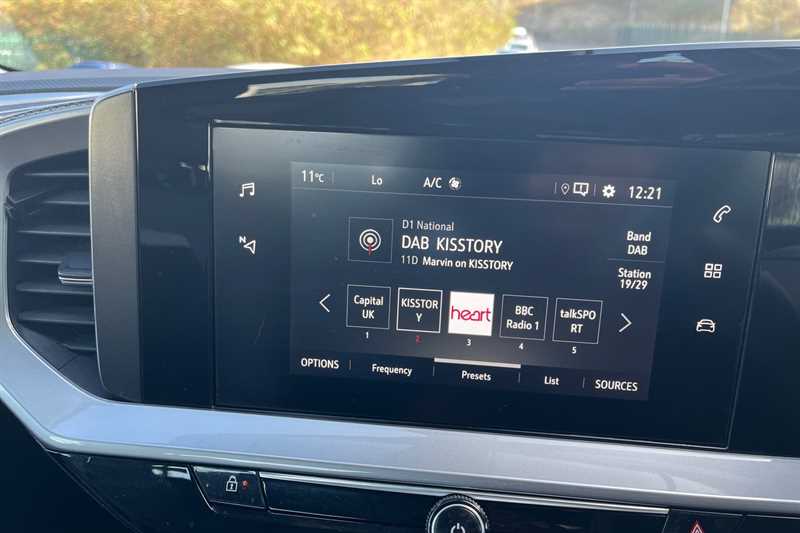 11°C Lo A/C 12:21
D1 National
DAB KISSTORY
11D Marvin on KISSTORY
Band
DAB
Station
19/29
Capital
UK
1
KISSTOR
Y
2
heart
3
BBC
Radio 1
4
talkSPO
RT
5
OPTIONS Frequency Presets List SOURCES
N